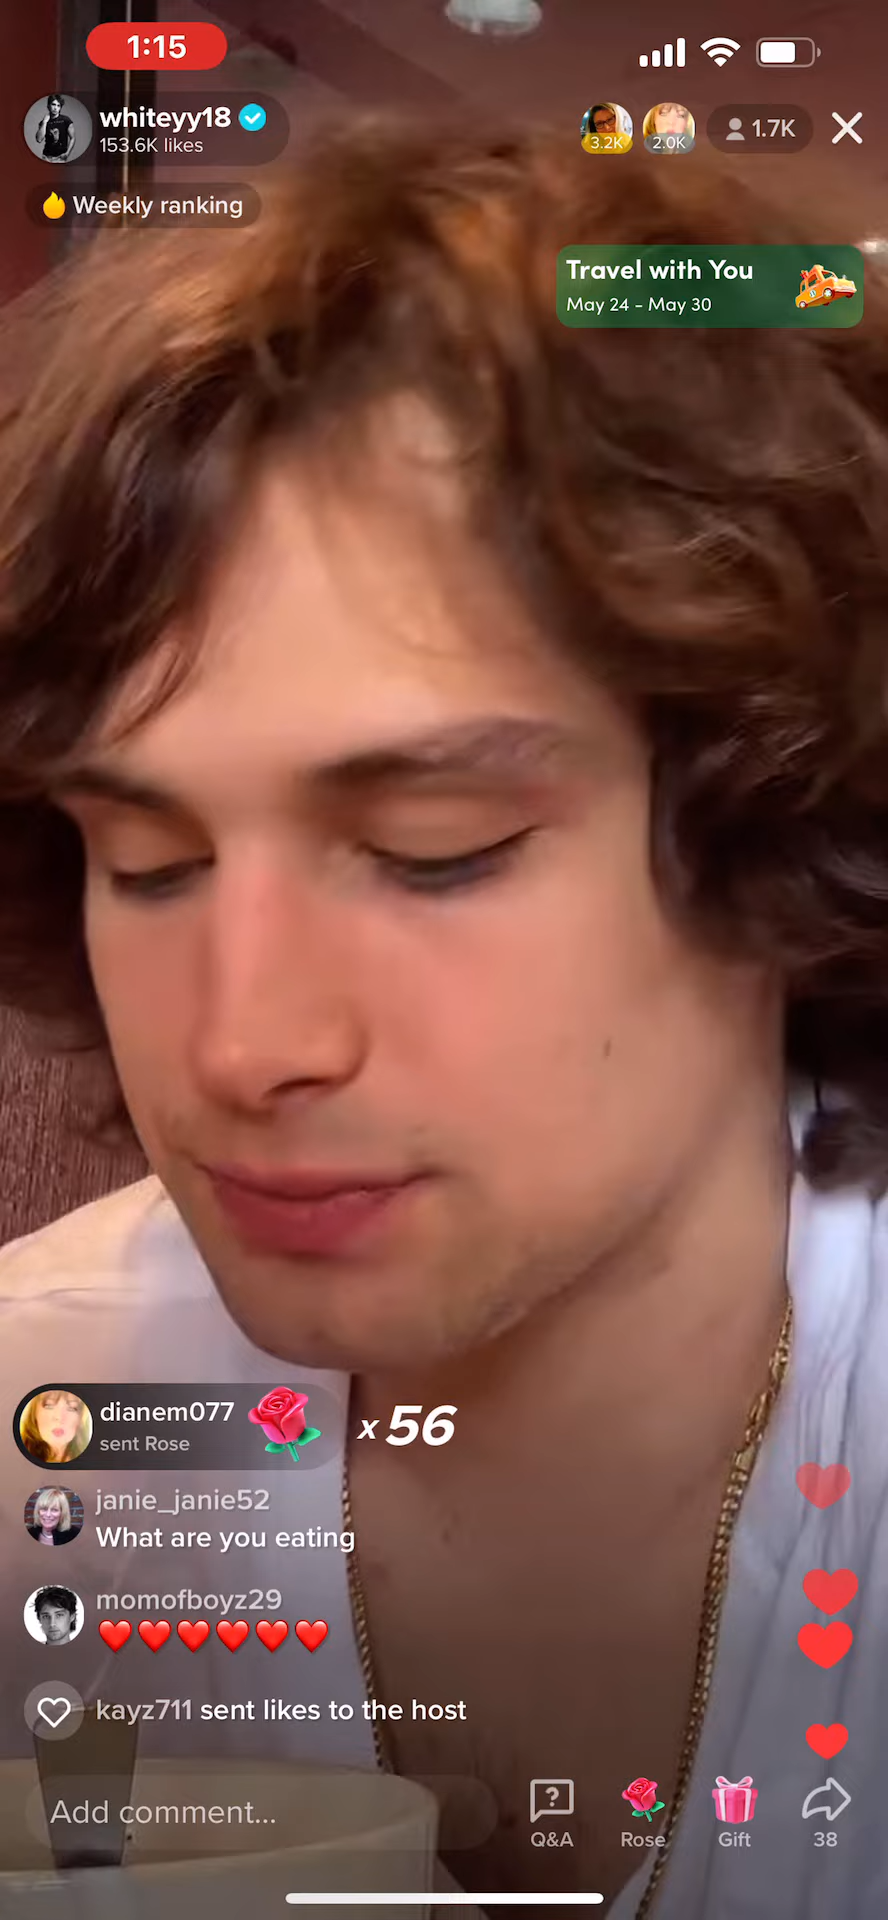 1:15
whiteyy18
153.6K likes
3.2K
2.0K
1.7K
Weekly ranking
Travel with You
May 24 - May 30
dianem077
sent Rose
x 56
janie_janie52
What are you eating
momofboyz29
❤️❤️❤️❤️❤️❤️
kayz711 sent likes to the host
Add comment...
Q&A
Rose
Gift
38